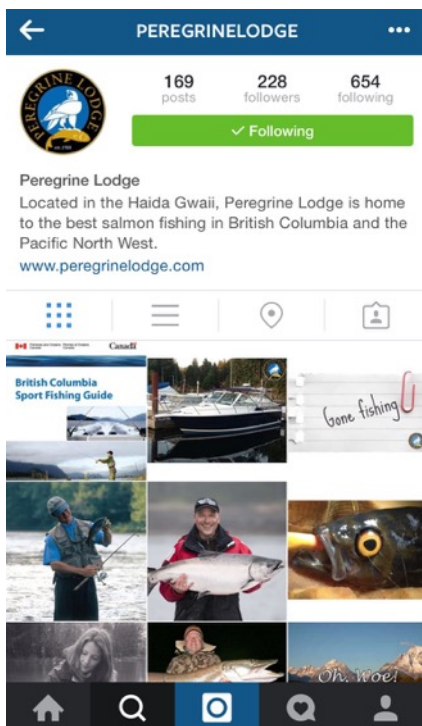 PEREGRINELODGE
PEREGRINE LODGE
est. 1988
169 228 654
posts followers following
✓ Following
Peregrine Lodge
Located in the Haida Gwaii, Peregrine Lodge is home
to the best salmon fishing in British Columbia and the
Pacific North West.
www.peregrinelodge.com
Canada
British Columbia
Sport Fishing Guide
Gone fishing
Oh, Woe!